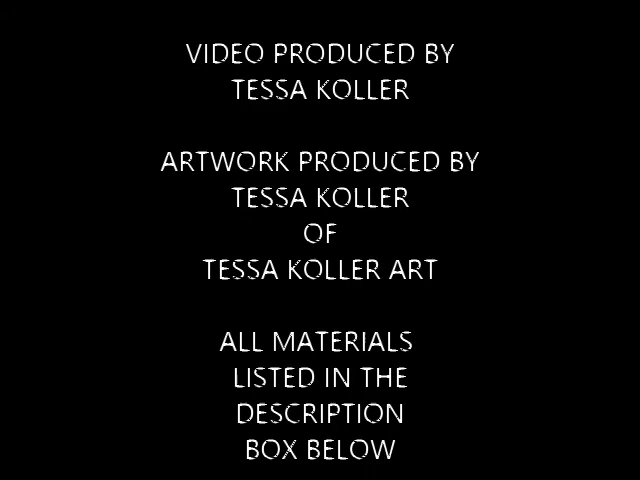 VIDEO PRODUCED BY
TESSA KOLLER
ARTWORK PRODUCED BY
TESSA KOLLER
OF
TESSA KOLLER ART
ALL MATERIALS
LISTED IN THE
DESCRIPTION
BOX BELOW